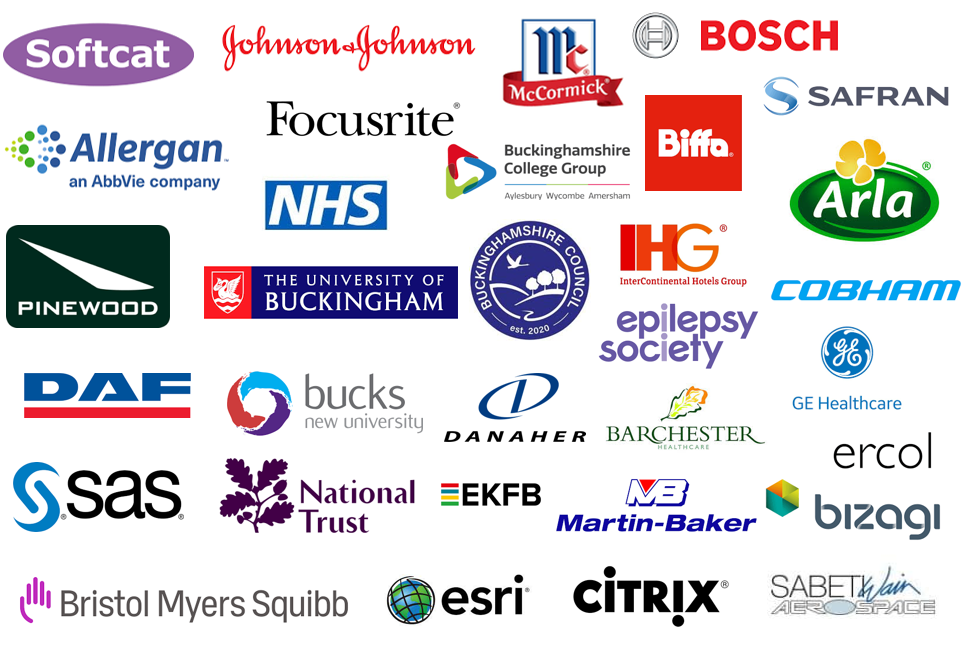 Softcat
Johnson & Johnson
Mc
McCormick®
BOSCH
SAFRAN
Allergan™
an AbbVie company
Focusrite®
Buckinghamshire
College Group
Aylesbury Wycombe Amersham
Biffa®
Arla®
NHS
PINEWOOD
THE UNIVERSITY OF
BUCKINGHAM
BUCKINGHAMSHIRE COUNCIL
est. 2020
IHG®
InterContinental Hotels Group
COBHAM
epilepsy
society
GE
GE Healthcare
DAF
bucks
new university
DANAHER
BARCHESTER
HEALTHCARE
ercol
sas®
National
Trust
EKFB
MB
Martin-Baker
bizagi
Bristol Myers Squibb
esri®
CITRIX®
SABETWain
AEROSPACE